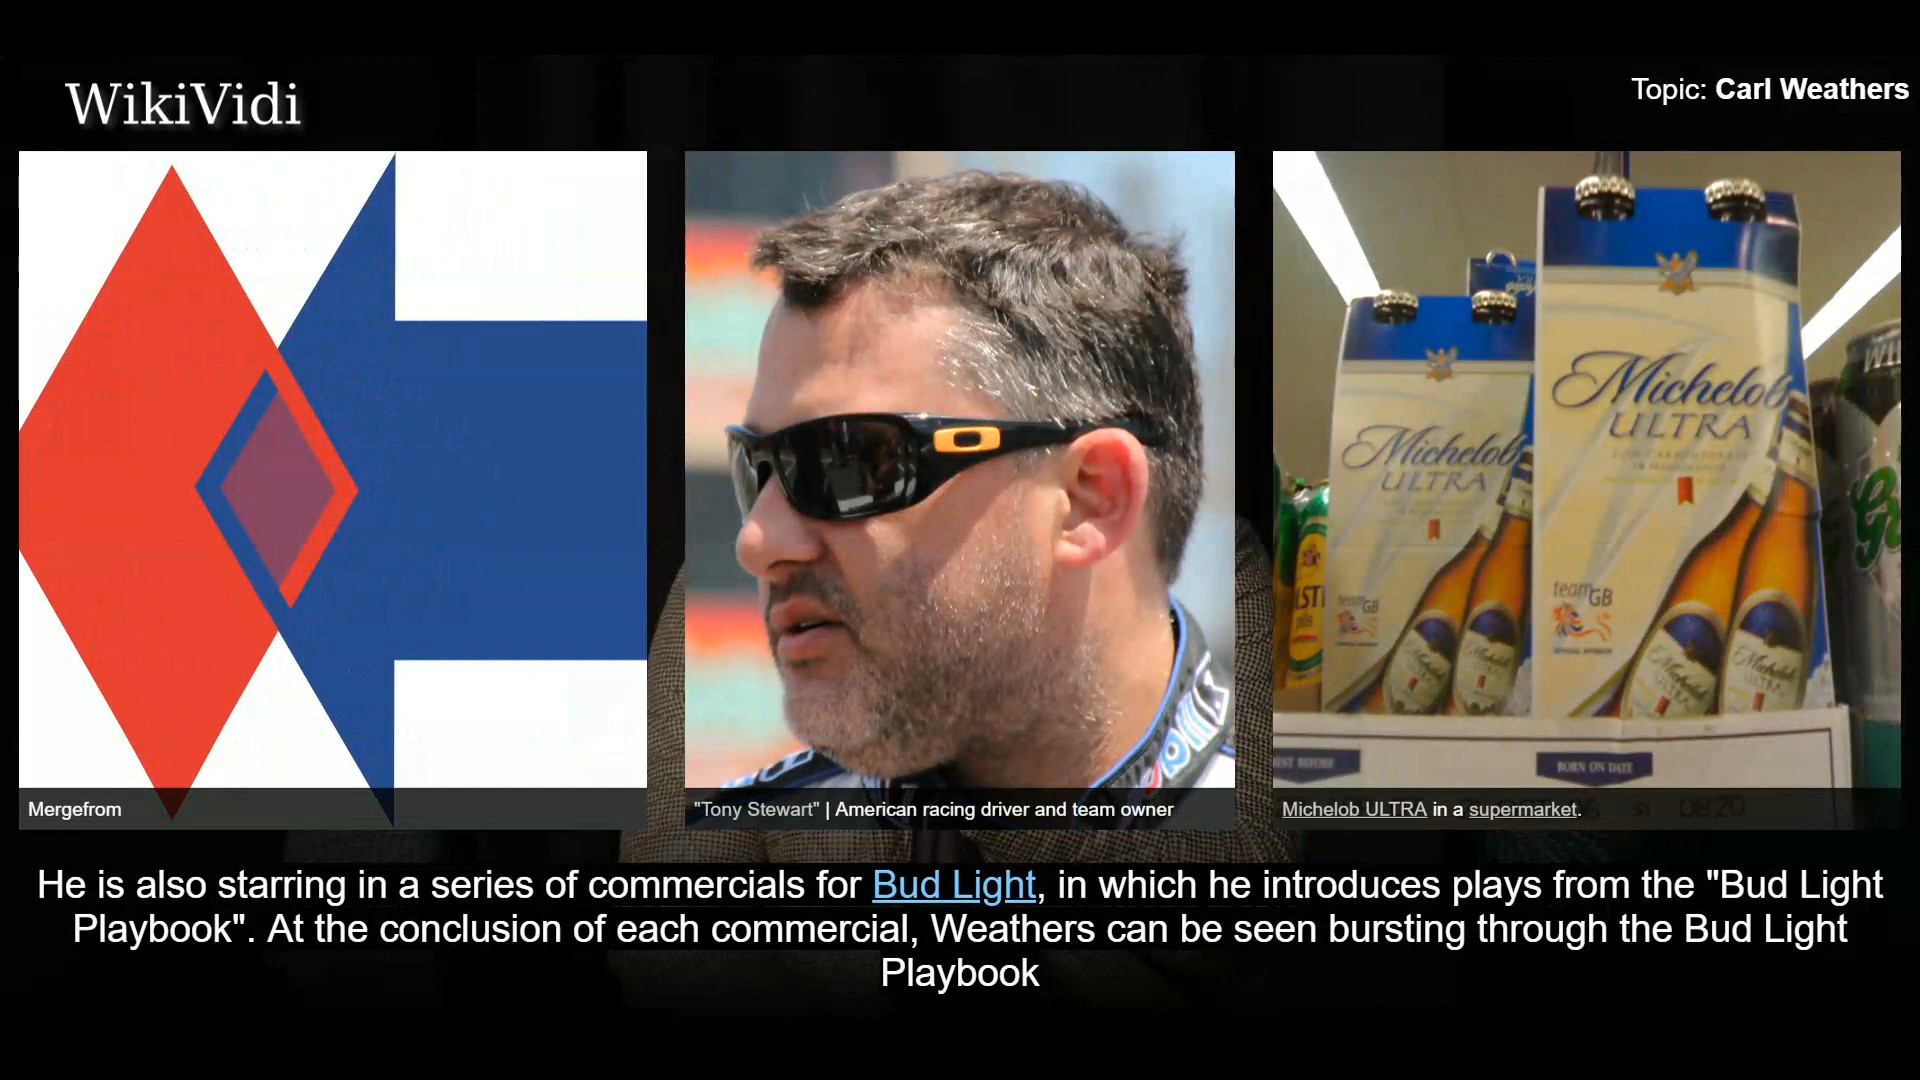 WikiVidi
Topic: Carl Weathers
Michelob
ULTRA
Michelob
ULTRA
teamGB
teamGB
BORN ON DATE
Mergefrom
"Tony Stewart" | American racing driver and team owner
Michelob ULTRA in a supermarket.
He is also starring in a series of commercials for Bud Light, in which he introduces plays from the "Bud Light
Playbook". At the conclusion of each commercial, Weathers can be seen bursting through the Bud Light
Playbook